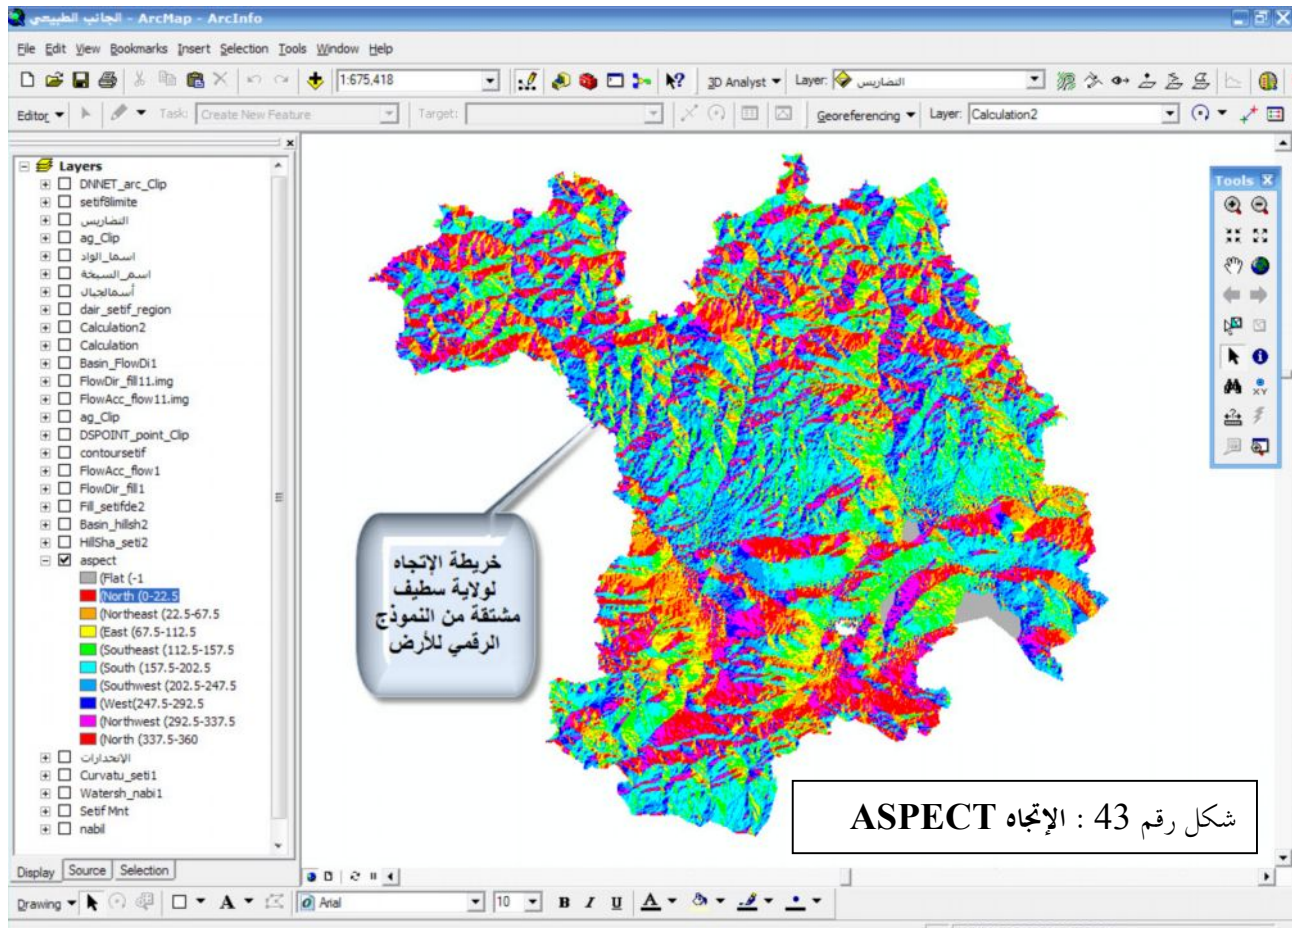 الجانب الطبيعي - ArcMap - ArcInfo
File Edit View Bookmarks Insert Selection Tools Window Help
1:675,418 3D Analyst Layer: التضاريس
Editor Task: Create New Feature Target: Georeferencing Layer: Calculation2
Layers
DNNET_arc_Clip
setif8limite
التضاريس
ag_Clip
اسما_الواد
اسم_السبخة
أسمالجبال
dair_setif_region
Calculation2
Calculation
Basin_FlowDi1
FlowDir_fill11.img
FlowAcc_flow11.img
ag_Clip
DSPOINT_point_Clip
contoursetif
FlowAcc_flow1
FlowDir_fil1
Fill_setifde2
Basin_hillsh2
HillSha_seti2
aspect
(Flat (-1
(North (0-22.5
(Northeast (22.5-67.5
(East (67.5-112.5
(Southeast (112.5-157.5
(South (157.5-202.5
(Southwest (202.5-247.5
(West(247.5-292.5
(Northwest (292.5-337.5
(North (337.5-360
الإنحدارات
Curvatu_seti1
Watersh_nabi1
Setif Mnt
nabil
Tools
XY
خريطة الإتجاه
لولاية سطيف
مشتقة من النموذج
الرقمي للأرض
شكل رقم 43 : الإتجاه ASPECT
Display Source Selection
Drawing A Arial 10 B I U A